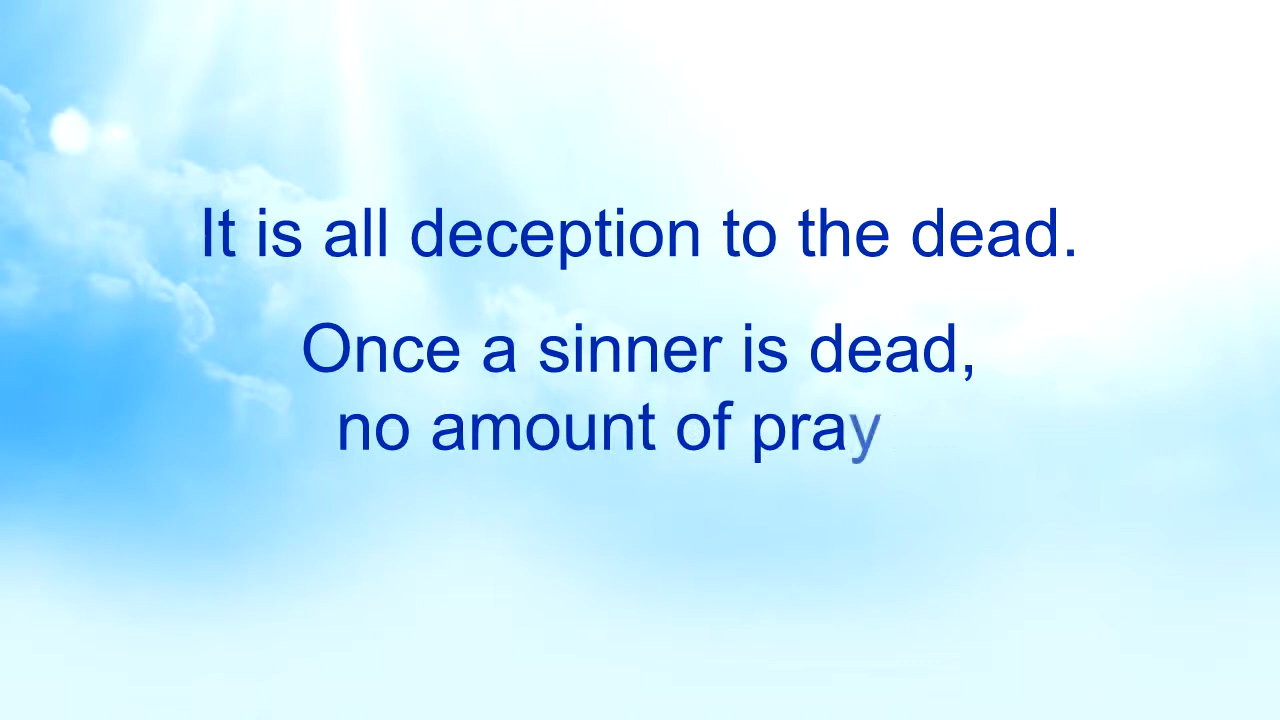 It is all deception to the dead.
Once a sinner is dead,
no amount of pray